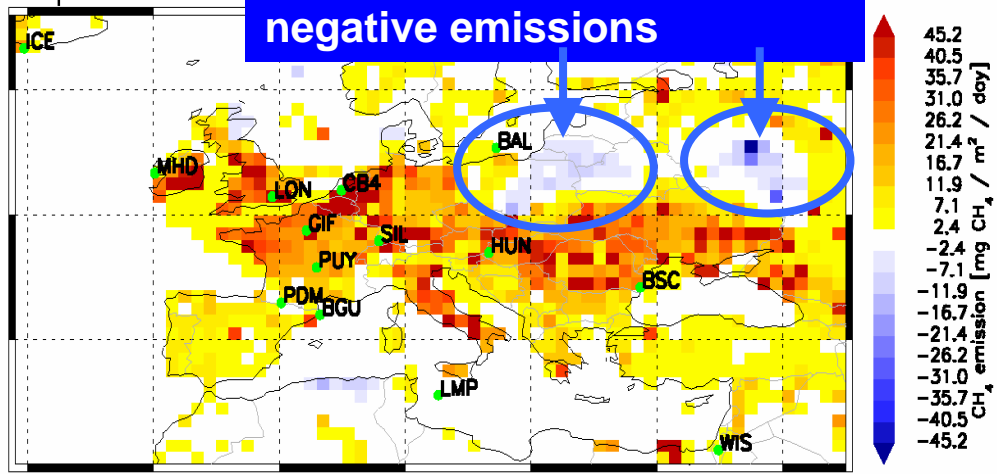 negative emissions
ICE
BAL
MHD
LON
CB4
GIF
SIL
HUN
PUY
BSC
PDM
BGU
LMP
WIS
45.2
40.5
35.7
31.0
26.2
21.4
16.7
11.9
7.1
2.4
-2.4
-7.1
-11.9
-16.7
-21.4
-26.2
-31.0
-35.7
-40.5
-45.2
CH₄ emission [mg CH₄ / m² / day]